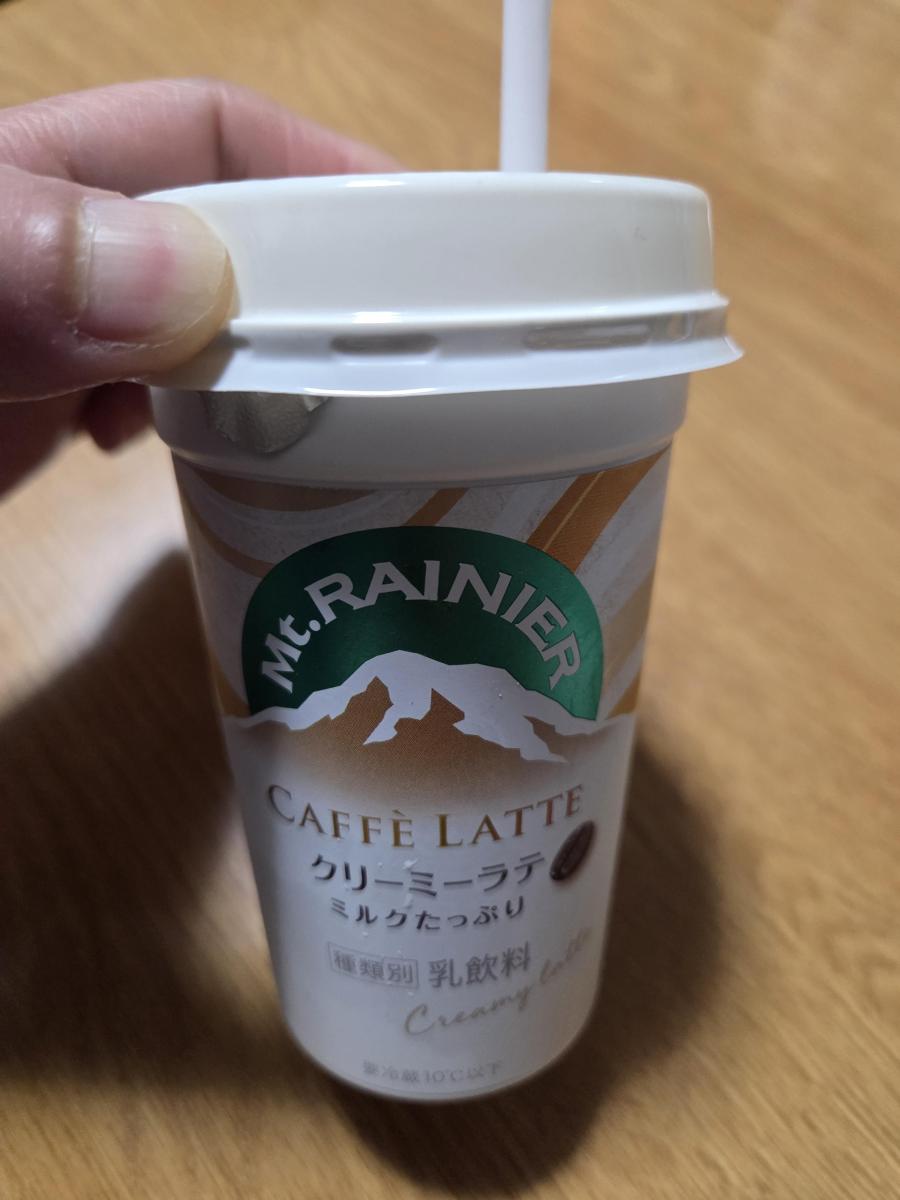 Mt. RAINIER
CAFFÈ LATTE
クリーミーラテ
ミルクたっぷり
種類別 乳飲料
Creamy latte
要冷蔵10℃以下